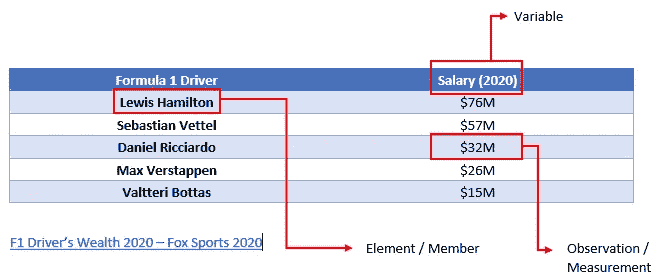 Variable
Formula 1 Driver Salary (2020)
Lewis Hamilton $76M
Sebastian Vettel $57M
Daniel Ricciardo $32M
Max Verstappen $26M
Valtteri Bottas $15M
F1 Driver's Wealth 2020 – Fox Sports 2020
Element / Member
Observation /
Measurement